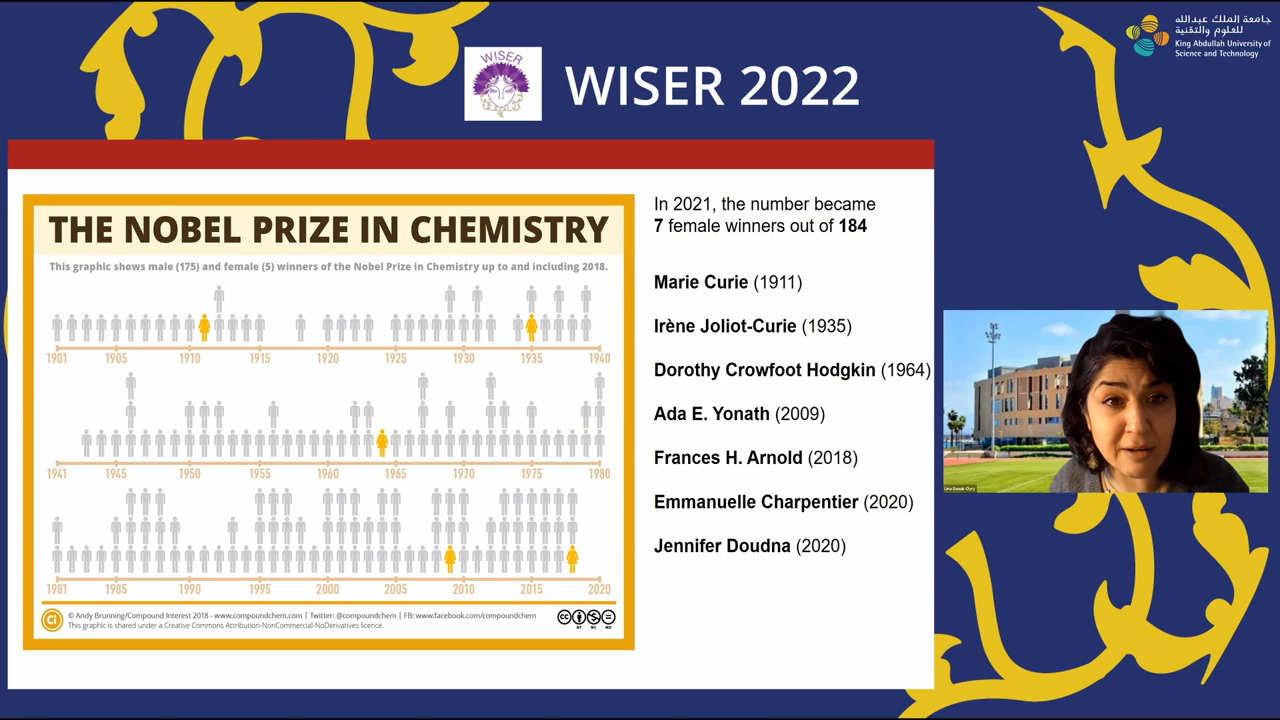 جامعة الملك عبدالله
للعلوم والتقنية
King Abdullah University of
Science and Technology
WISER
WISER 2022
THE NOBEL PRIZE IN CHEMISTRY
This graphic shows male (175) and female (5) winners of the Nobel Prize in Chemistry up to and including 2018.
1901 1905 1910 1915 1920 1925 1930 1935 1940
1941 1945 1950 1955 1960 1965 1970 1975 1980
1981 1985 1990 1995 2000 2005 2010 2015 2020
Ci
© Andy Brunning/Compound Interest 2018 - www.compoundchem.com | Twitter: @compoundchem | FB: www.facebook.com/compoundchem
This graphic is shared under a Creative Commons Attribution-NonCommercial-NoDerivatives licence.
CC
BY NC ND
In 2021, the number became
7 female winners out of 184
Marie Curie (1911)
Irène Joliot-Curie (1935)
Dorothy Crowfoot Hodgkin (1964)
Ada E. Yonath (2009)
Frances H. Arnold (2018)
Emmanuelle Charpentier (2020)
Jennifer Doudna (2020)